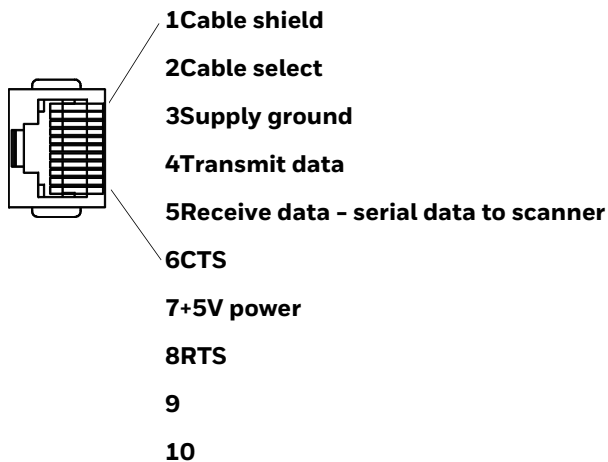 1Cable shield
2Cable select
3Supply ground
4Transmit data
5Receive data – serial data to scanner
6CTS
7+5V power
8RTS
9
10